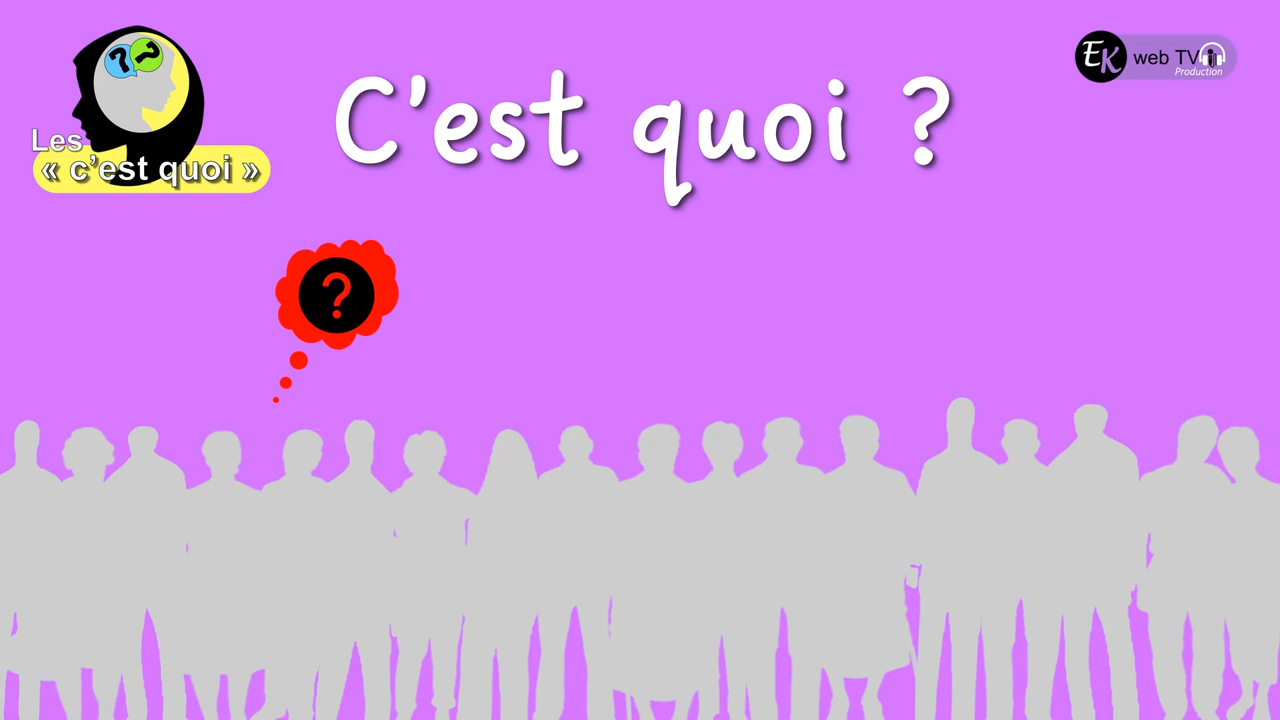 Les
« c'est quoi »
C'est quoi ?
EK web TV
Production
? ?
?